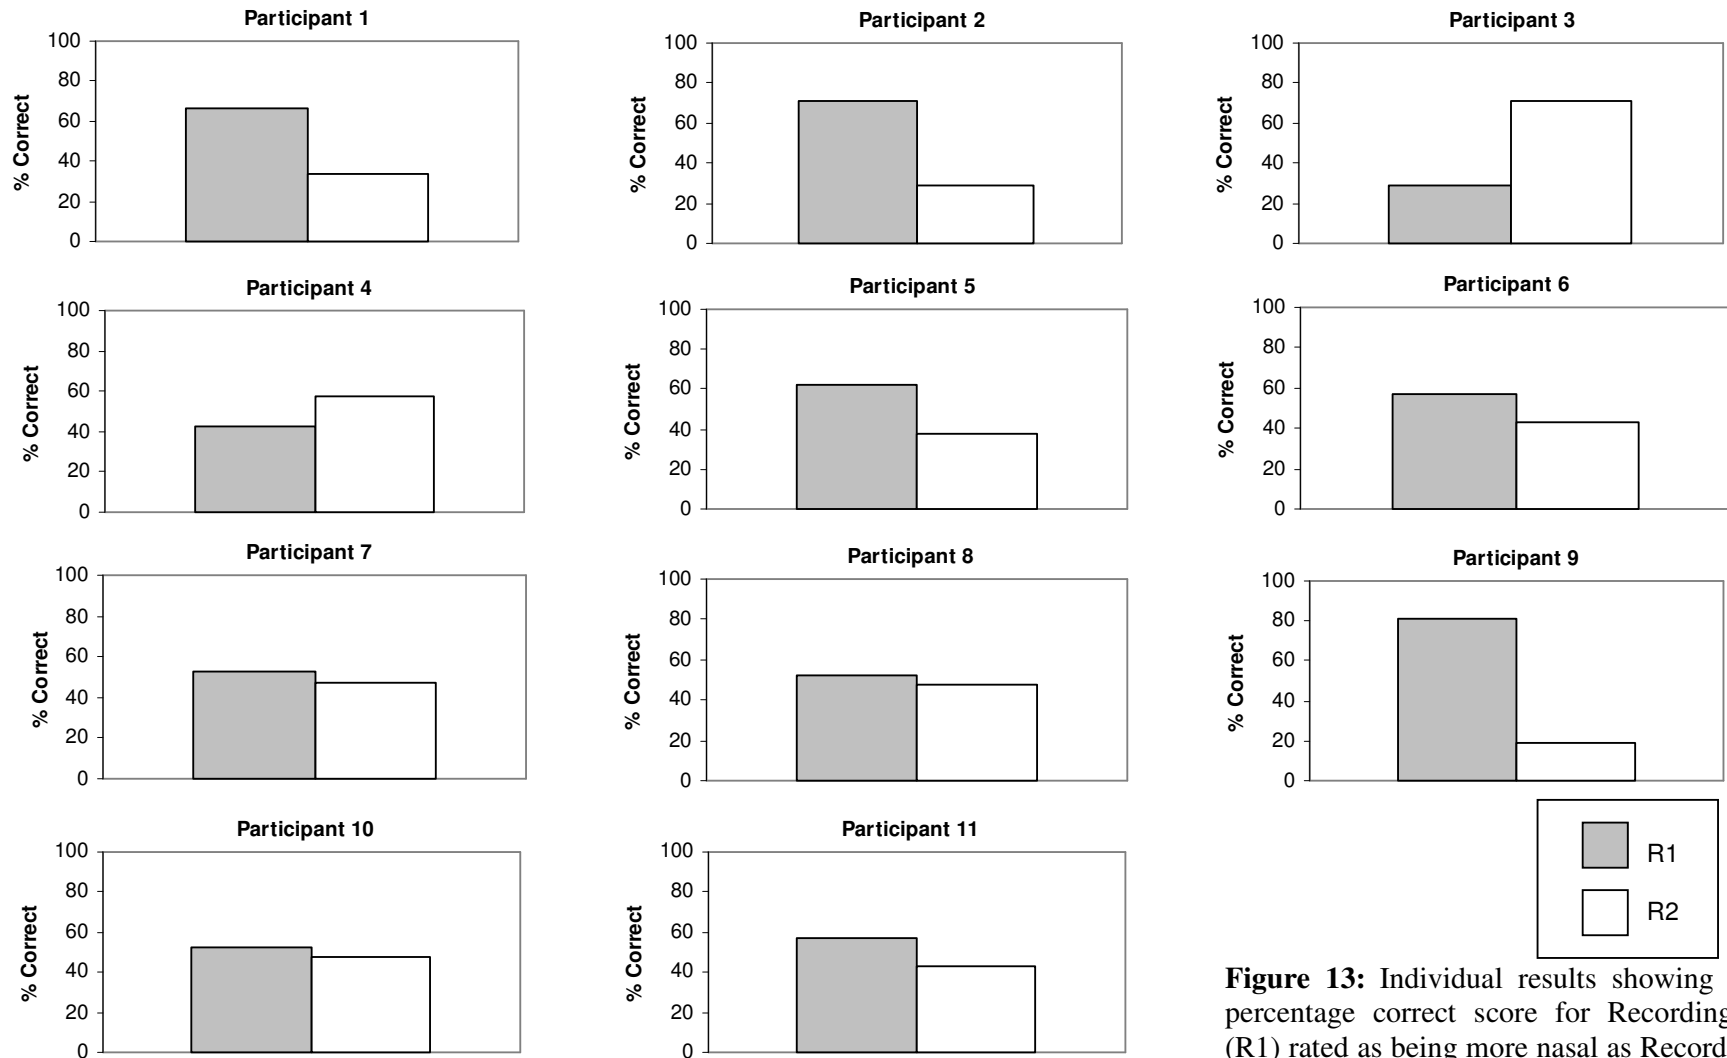 Participant 1
100
80
60
40
20
0
% Correct
Participant 2
100
80
60
40
20
0
% Correct
Participant 3
100
80
60
40
20
0
% Correct
Participant 4
100
80
60
40
20
0
% Correct
Participant 5
100
80
60
40
20
0
% Correct
Participant 6
100
80
60
40
20
0
% Correct
Participant 7
100
80
60
40
20
0
% Correct
Participant 8
100
80
60
40
20
0
% Correct
Participant 9
100
80
60
40
20
0
% Correct
Participant 10
100
80
60
40
20
0
% Correct
Participant 11
100
80
60
40
20
0
% Correct
R1
R2
Figure 13: Individual results showing
percentage correct score for Recording
(R1) rated as being more nasal as Record